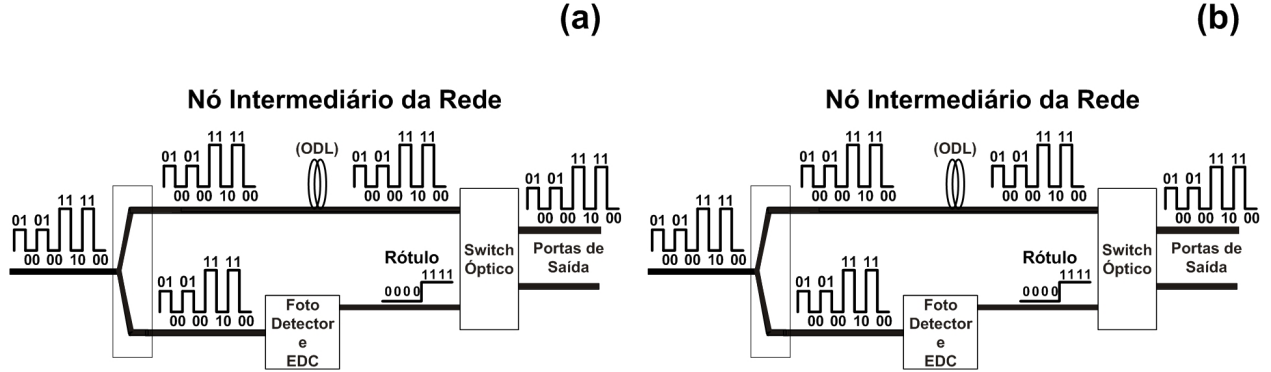 (a)
Nó Intermediário da Rede
01 01 11 11
00 00 10 00
01 01 11 11
00 00 10 00
(ODL)
01 01 11 11
00 00 10 00
01 01 11 11
00 00 10 00
01 01 11 11
00 00 10 00
Foto
Detector
e
EDC
Rótulo
1111
0000
Switch
Óptico
Portas de
Saída
(b)
Nó Intermediário da Rede
01 01 11 11
00 00 10 00
01 01 11 11
00 00 10 00
(ODL)
01 01 11 11
00 00 10 00
01 01 11 11
00 00 10 00
01 01 11 11
00 00 10 00
Foto
Detector
e
EDC
Rótulo
1111
0000
Switch
Óptico
Portas de
Saída